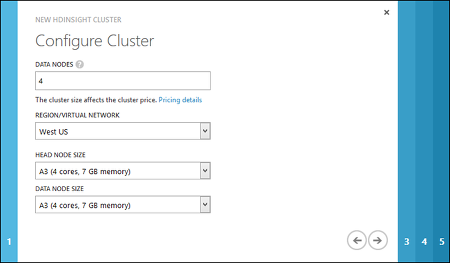 NEW HDINSIGHT CLUSTER
Configure Cluster
DATA NODES ?
4
The cluster size affects the cluster price. Pricing details
REGION/VIRTUAL NETWORK
West US
HEAD NODE SIZE
A3 (4 cores, 7 GB memory)
DATA NODE SIZE
A3 (4 cores, 7 GB memory)
1
3 4 5